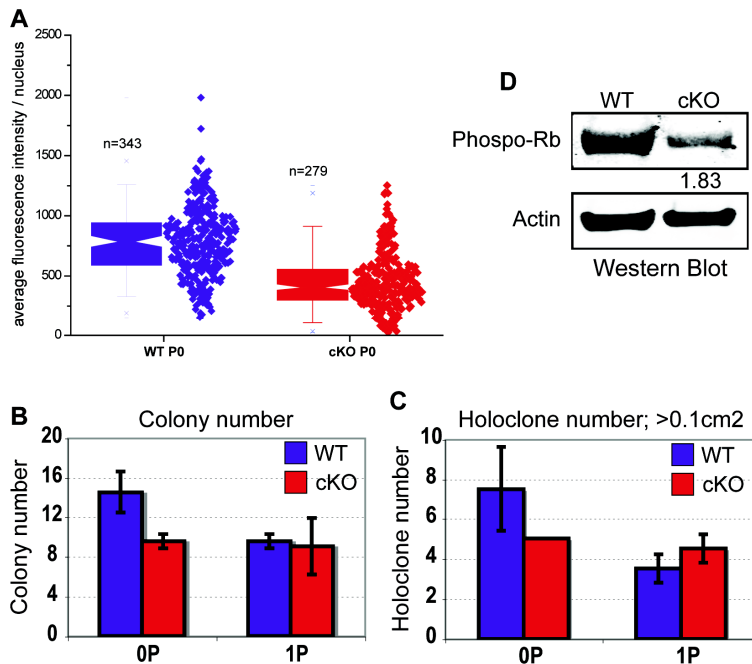 A
average fluorescence intensity / nucleus
2500
2000
1500
1000
500
0
n=343
n=279
WT P0
cKO P0
D
WT cKO
Phospo-Rb
1.83
Actin
Western Blot
B
Colony number
Colony number
20
16
12
8
4
0
WT
cKO
0P 1P
C
Holoclone number; >0.1cm2
Holoclone number
10
8
6
4
2
0
WT
cKO
0P 1P